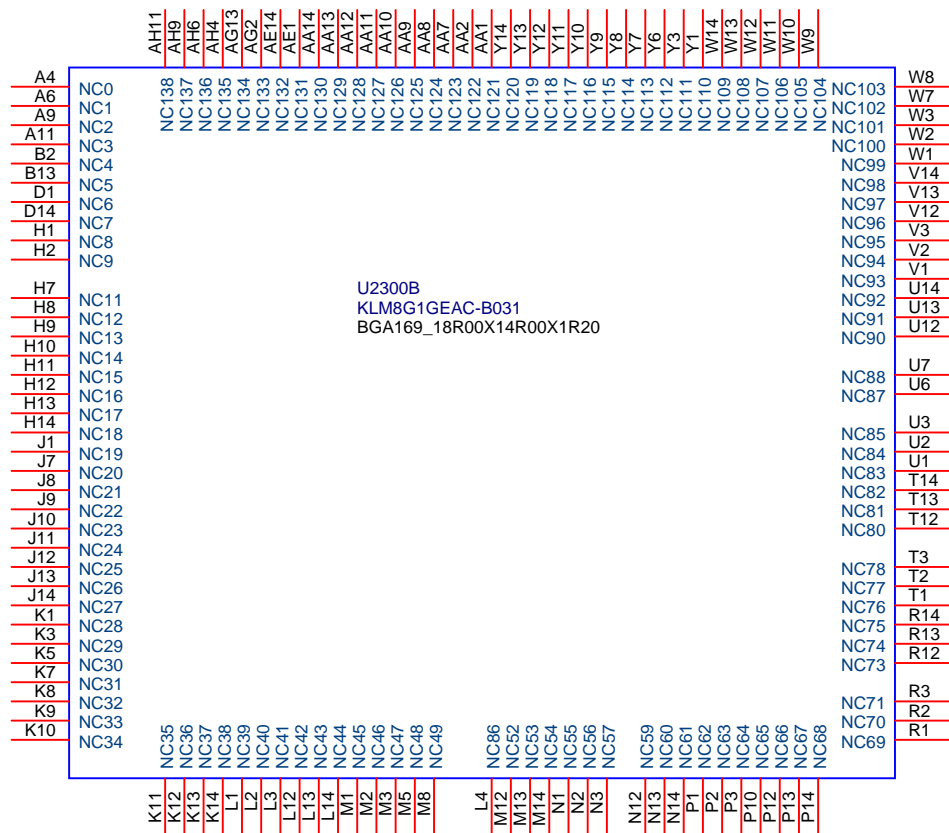 AH11
AH9
AH6
AH4
AG13
AG2
AE14
AE1
AA14
AA13
AA12
AA11
AA10
AA9
AA8
AA7
AA2
AA1
Y14
Y13
Y12
Y11
Y10
Y9
Y8
Y7
Y6
Y3
Y1
W14
W13
W12
W11
W10
W9
NC138
NC137
NC136
NC135
NC134
NC133
NC132
NC131
NC130
NC129
NC128
NC127
NC126
NC125
NC124
NC123
NC122
NC121
NC120
NC119
NC118
NC117
NC116
NC115
NC114
NC113
NC112
NC111
NC110
NC109
NC108
NC107
NC106
NC105
NC104
A4
NC0
A6
NC1
A9
NC2
A11
NC3
B2
NC4
B13
NC5
D1
NC6
D14
NC7
H1
NC8
H2
NC9
H7
NC11
H8
NC12
H9
NC13
H10
NC14
H11
NC15
H12
NC16
H13
NC17
H14
NC18
J1
NC19
J7
NC20
J8
NC21
J9
NC22
J10
NC23
J11
NC24
J12
NC25
J13
NC26
J14
NC27
K1
NC28
K3
NC29
K5
NC30
K7
NC31
K8
NC32
K9
NC33
K10
NC34
U2300B
KLM8G1GEAC-B031
BGA169_18R00X14R00X1R20
W8
NC103
W7
NC102
W3
NC101
W2
NC100
W1
NC99
V14
NC98
V13
NC97
V12
NC96
V3
NC95
V2
NC94
V1
NC93
U14
NC92
U13
NC91
U12
NC90
U7
NC88
U6
NC87
U3
NC85
U2
NC84
U1
NC83
T14
NC82
T13
NC81
T12
NC80
T3
NC78
T2
NC77
T1
NC76
R14
NC75
R13
NC74
R12
NC73
R3
NC71
R2
NC70
R1
NC69
NC35
NC36
NC37
NC38
NC39
NC40
NC41
NC42
NC43
NC44
NC45
NC46
NC47
NC48
NC49
NC86
NC52
NC53
NC54
NC55
NC56
NC57
NC59
NC60
NC61
NC62
NC63
NC64
NC65
NC66
NC67
NC68
K11
K12
K13
K14
L1
L2
L3
L12
L13
L14
M1
M2
M3
M5
M8
L4
M12
M13
M14
N1
N2
N3
N12
N13
N14
P1
P2
P3
P10
P12
P13
P14